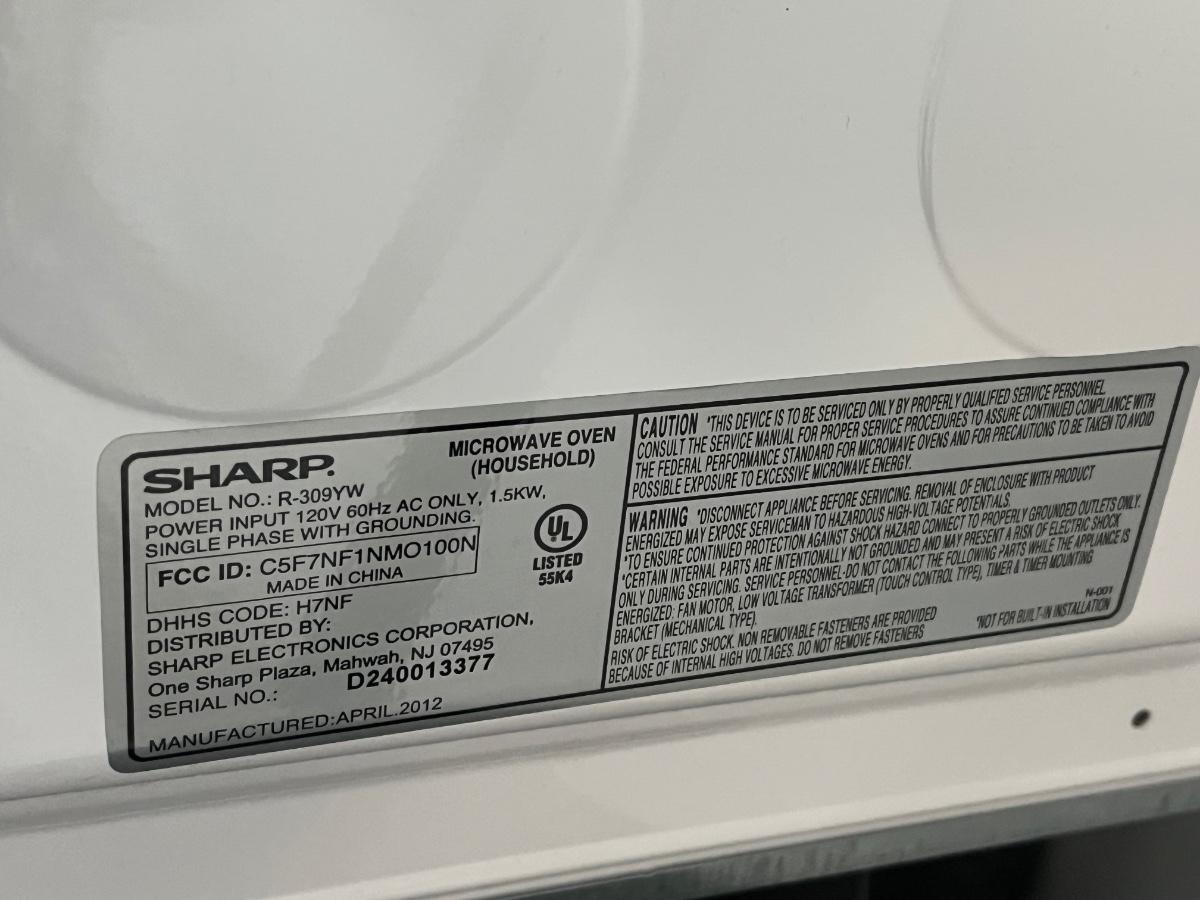 SHARP.
MICROWAVE OVEN
(HOUSEHOLD)
MODEL NO.: R-309YW
POWER INPUT 120V 60Hz AC ONLY, 1.5KW,
SINGLE PHASE WITH GROUNDING.
FCC ID: C5F7NF1NMO100N
MADE IN CHINA
UL
LISTED
55K4
DHHS CODE: H7NF
DISTRIBUTED BY:
SHARP ELECTRONICS CORPORATION,
One Sharp Plaza, Mahwah, NJ 07495
SERIAL NO.: D240013377
MANUFACTURED:APRIL.2012
CAUTION *THIS DEVICE IS TO BE SERVICED ONLY BY PROPERLY QUALIFIED SERVICE PERSONNEL.
CONSULT THE SERVICE MANUAL FOR PROPER SERVICE PROCEDURES TO ASSURE CONTINUED COMPLIANCE WITH
THE FEDERAL PERFORMANCE STANDARD FOR MICROWAVE OVENS AND FOR PRECAUTIONS TO BE TAKEN TO AVOID
POSSIBLE EXPOSURE TO EXCESSIVE MICROWAVE ENERGY.
WARNING *DISCONNECT APPLIANCE BEFORE SERVICING. REMOVAL OF ENCLOSURE WITH PRODUCT
ENERGIZED MAY EXPOSE SERVICEMAN TO HAZARDOUS HIGH-VOLTAGE POTENTIALS.
*TO ENSURE CONTINUED PROTECTION AGAINST SHOCK HAZARD CONNECT TO PROPERLY GROUNDED OUTLETS ONLY.
*CERTAIN INTERNAL PARTS ARE INTENTIONALLY NOT GROUNDED AND MAY PRESENT A RISK OF ELECTRIC SHOCK
ONLY DURING SERVICING. SERVICE PERSONNEL-DO NOT CONTACT THE FOLLOWING PARTS WHILE THE APPLIANCE IS
ENERGIZED: FAN MOTOR, LOW VOLTAGE TRANSFORMER (TOUCH CONTROL TYPE), TIMER & TIMER MOUNTING
BRACKET (MECHANICAL TYPE).
RISK OF ELECTRIC SHOCK. NON REMOVABLE FASTENERS ARE PROVIDED
BECAUSE OF INTERNAL HIGH VOLTAGES. DO NOT REMOVE FASTENERS
N-001
*NOT FOR BUILT-IN INSTALLATION